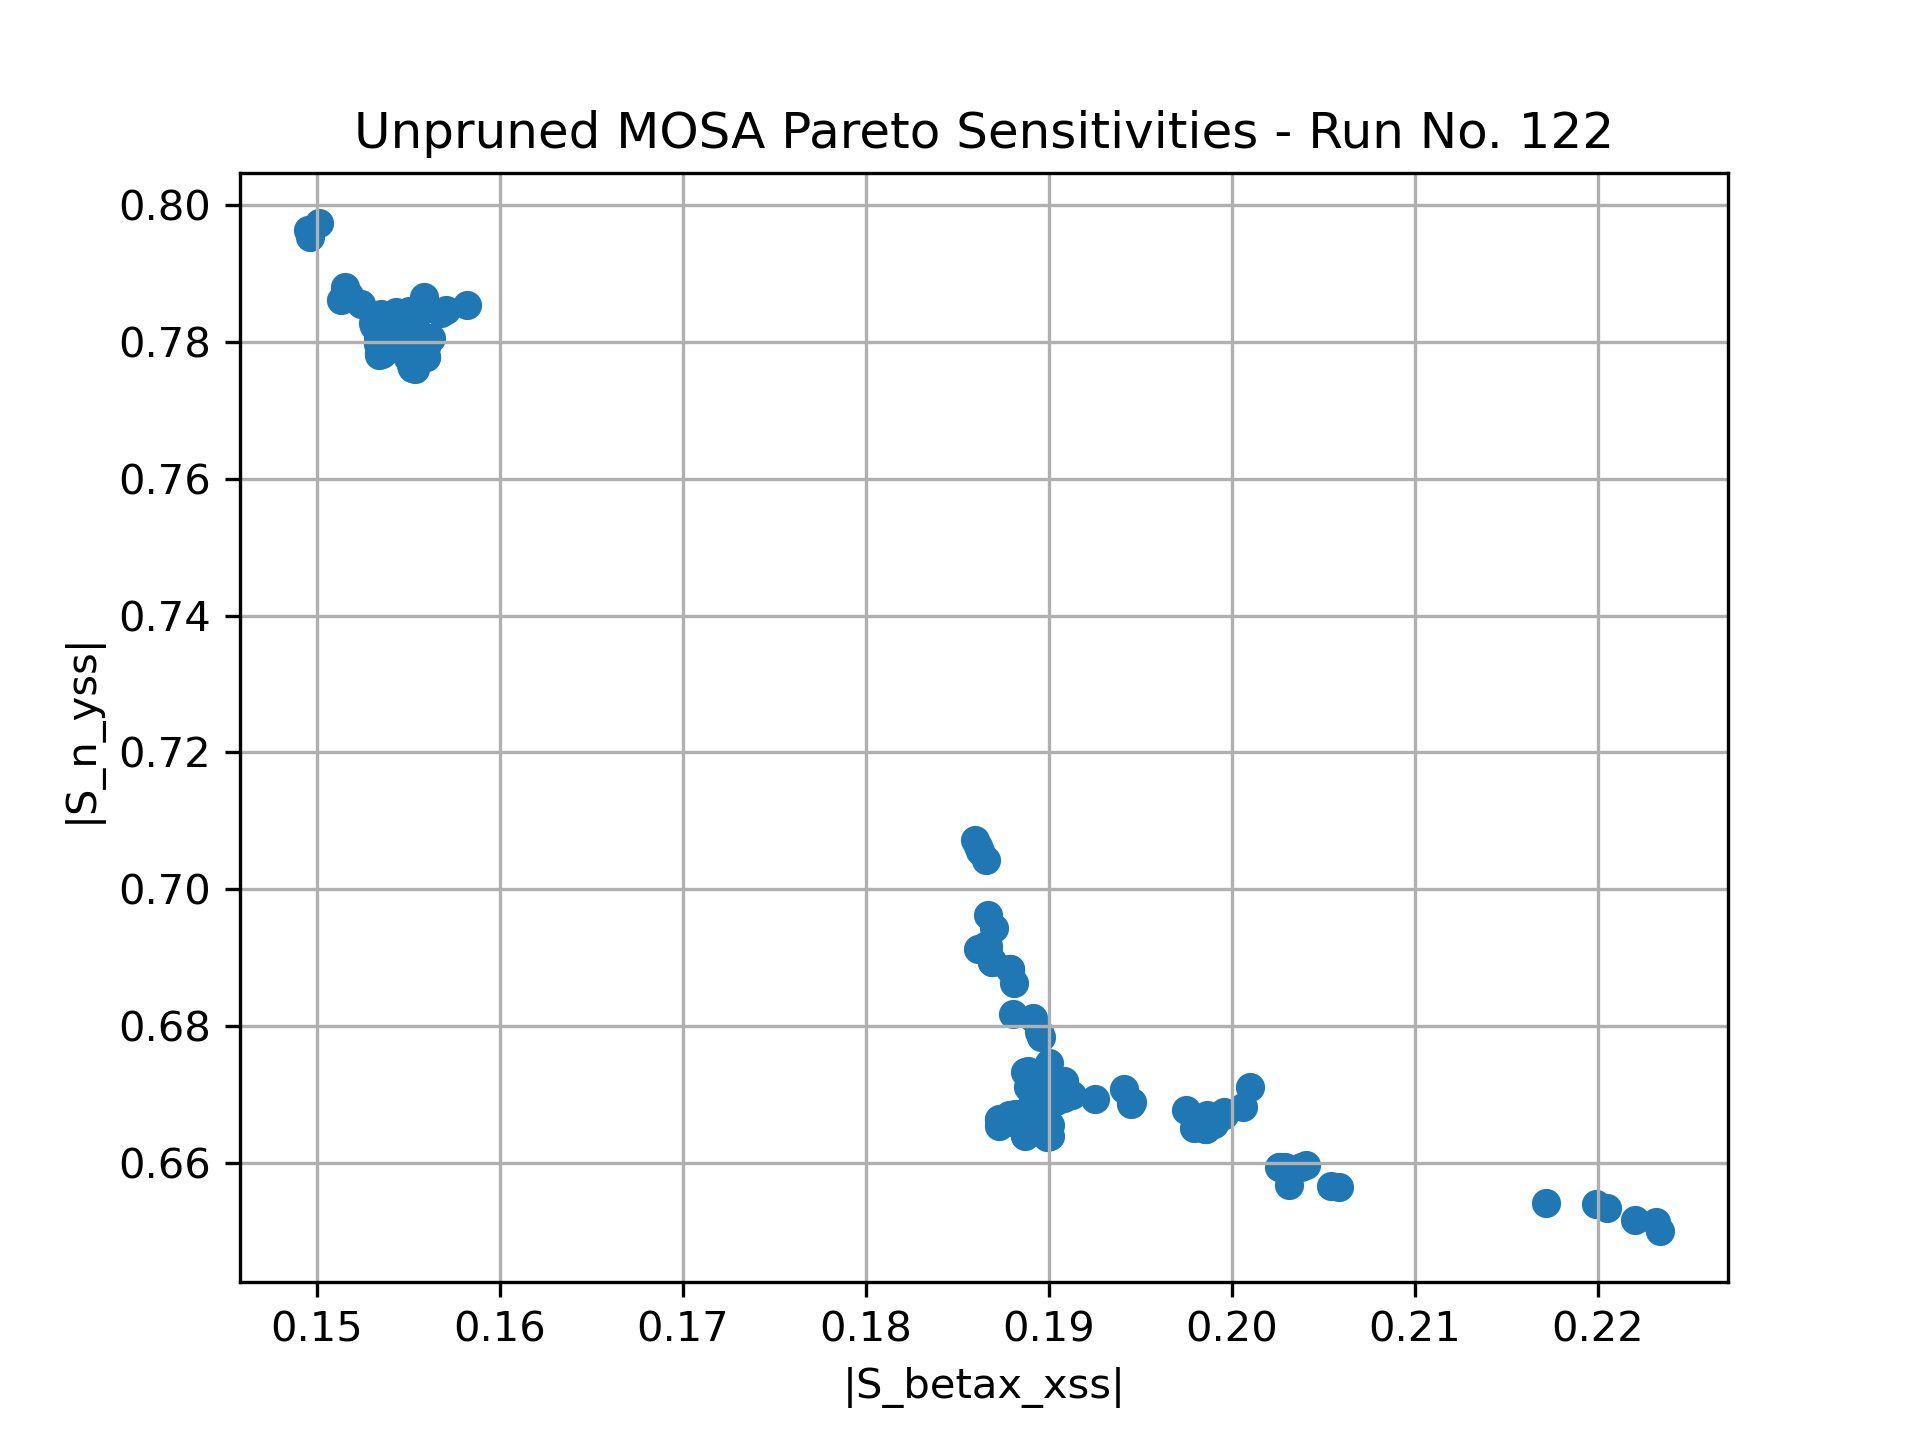 Unpruned MOSA Pareto Sensitivities - Run No. 122
0.80
0.78
0.76
0.74
0.72
0.70
0.68
0.66
|S_n_yss|
0.15 0.16 0.17 0.18 0.19 0.20 0.21 0.22
|S_betax_xss|